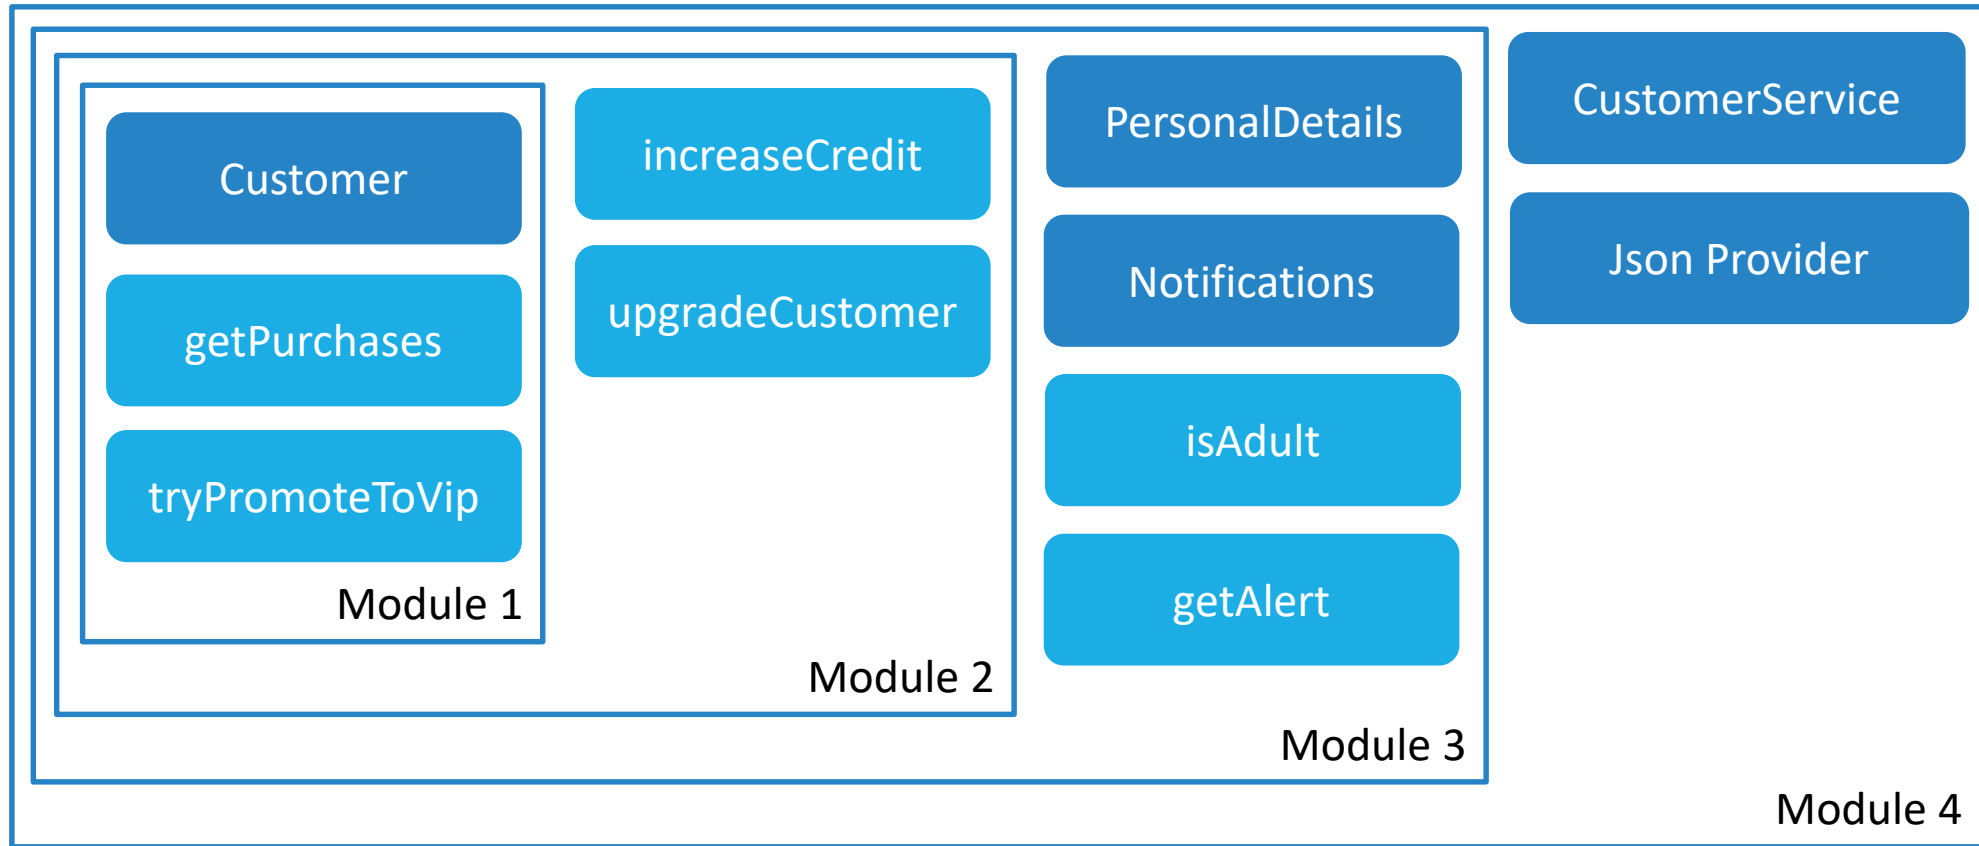 Customer
getPurchases
tryPromoteToVip
Module 1
increaseCredit
upgradeCustomer
Module 2
PersonalDetails
Notifications
isAdult
getAlert
Module 3
CustomerService
Json Provider
Module 4